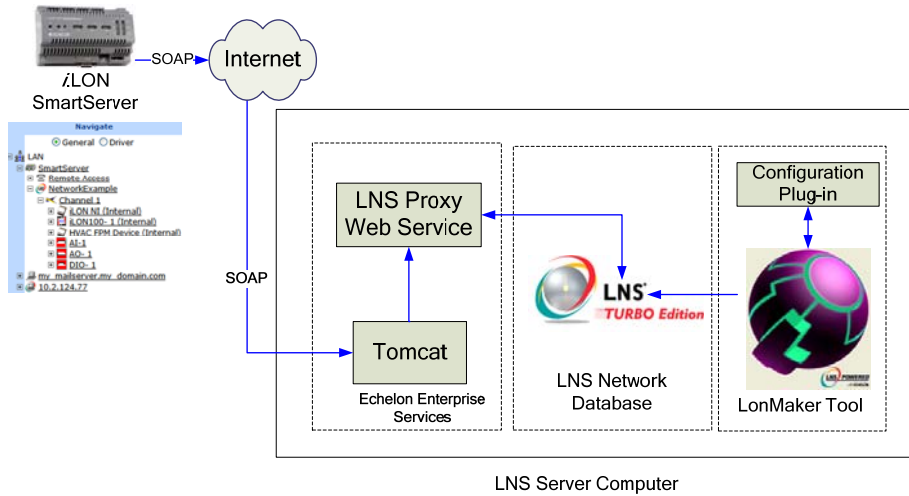 SOAP
Internet
i.LON
SmartServer
Navigate
General Driver
LAN
SmartServer
Remote Access
NetworkExample
Channel 1
iLON NI (Internal)
iLON100- 1 (Internal)
HVAC FPM Device (Internal)
AI-1
AO- 1
DIO- 1
my_mailserver.my_domain.com
10.2.124.77
SOAP
LNS Proxy
Web Service
Tomcat
Echelon Enterprise
Services
LNS
TURBO Edition
LNS Network
Database
Configuration
Plug-in
LNS POWERED
LonMaker Tool
LNS Server Computer